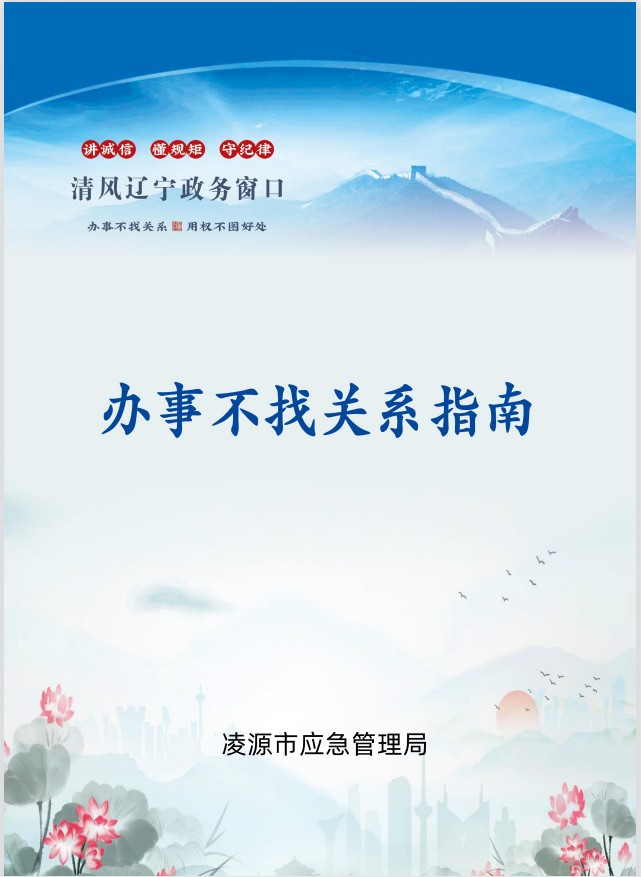 讲诚信 懂规矩 守纪律
清风辽宁政务窗口
办事不找关系 用权不图好处
办事不找关系指南
凌源市应急管理局